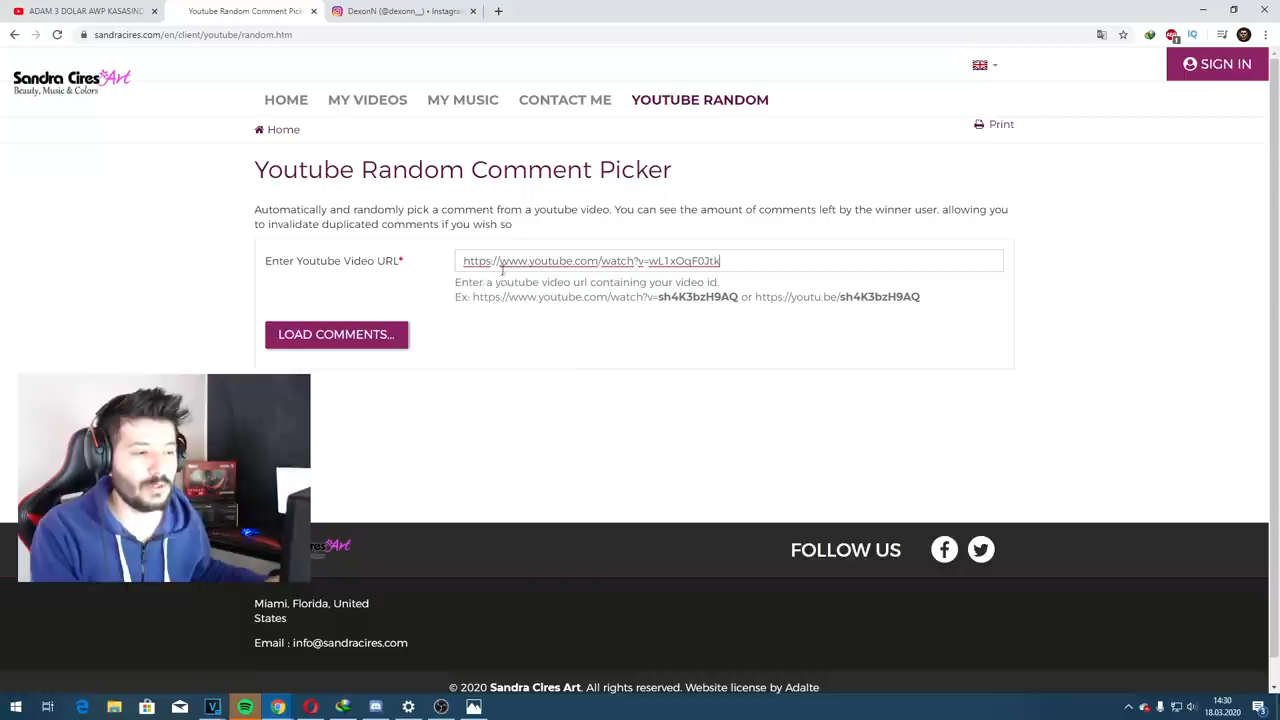 ADAM 3 DOLAR AWP KASASIND
Youtube Random Comment Pick
DexonN (@dexonn__) • Instagra
sandracires.com/en/client/youtube/random.htm
Sandra Cires Art
Beauty, Music & Colors
SIGN IN
HOME
MY VIDEOS
MY MUSIC
CONTACT ME
YOUTUBE RANDOM
Home
Print
Youtube Random Comment Picker
Automatically and randomly pick a comment from a youtube video. You can see the amount of comments left by the winner user, allowing you
to invalidate duplicated comments if you wish so
Enter Youtube Video URL*
https://www.youtube.com/watch?v=wL1xOqF0Jtk
Enter a youtube video url containing your video id.
Ex: https://www.youtube.com/watch?v=sh4K3bzH9AQ or https://youtu.be/sh4K3bzH9AQ
LOAD COMMENTS...
FOLLOW US
Miami, Florida, United
States
Email : info@sandracires.com
© 2020 Sandra Cires Art. All rights reserved. Website license by Adalte
14:30
18.03.2020